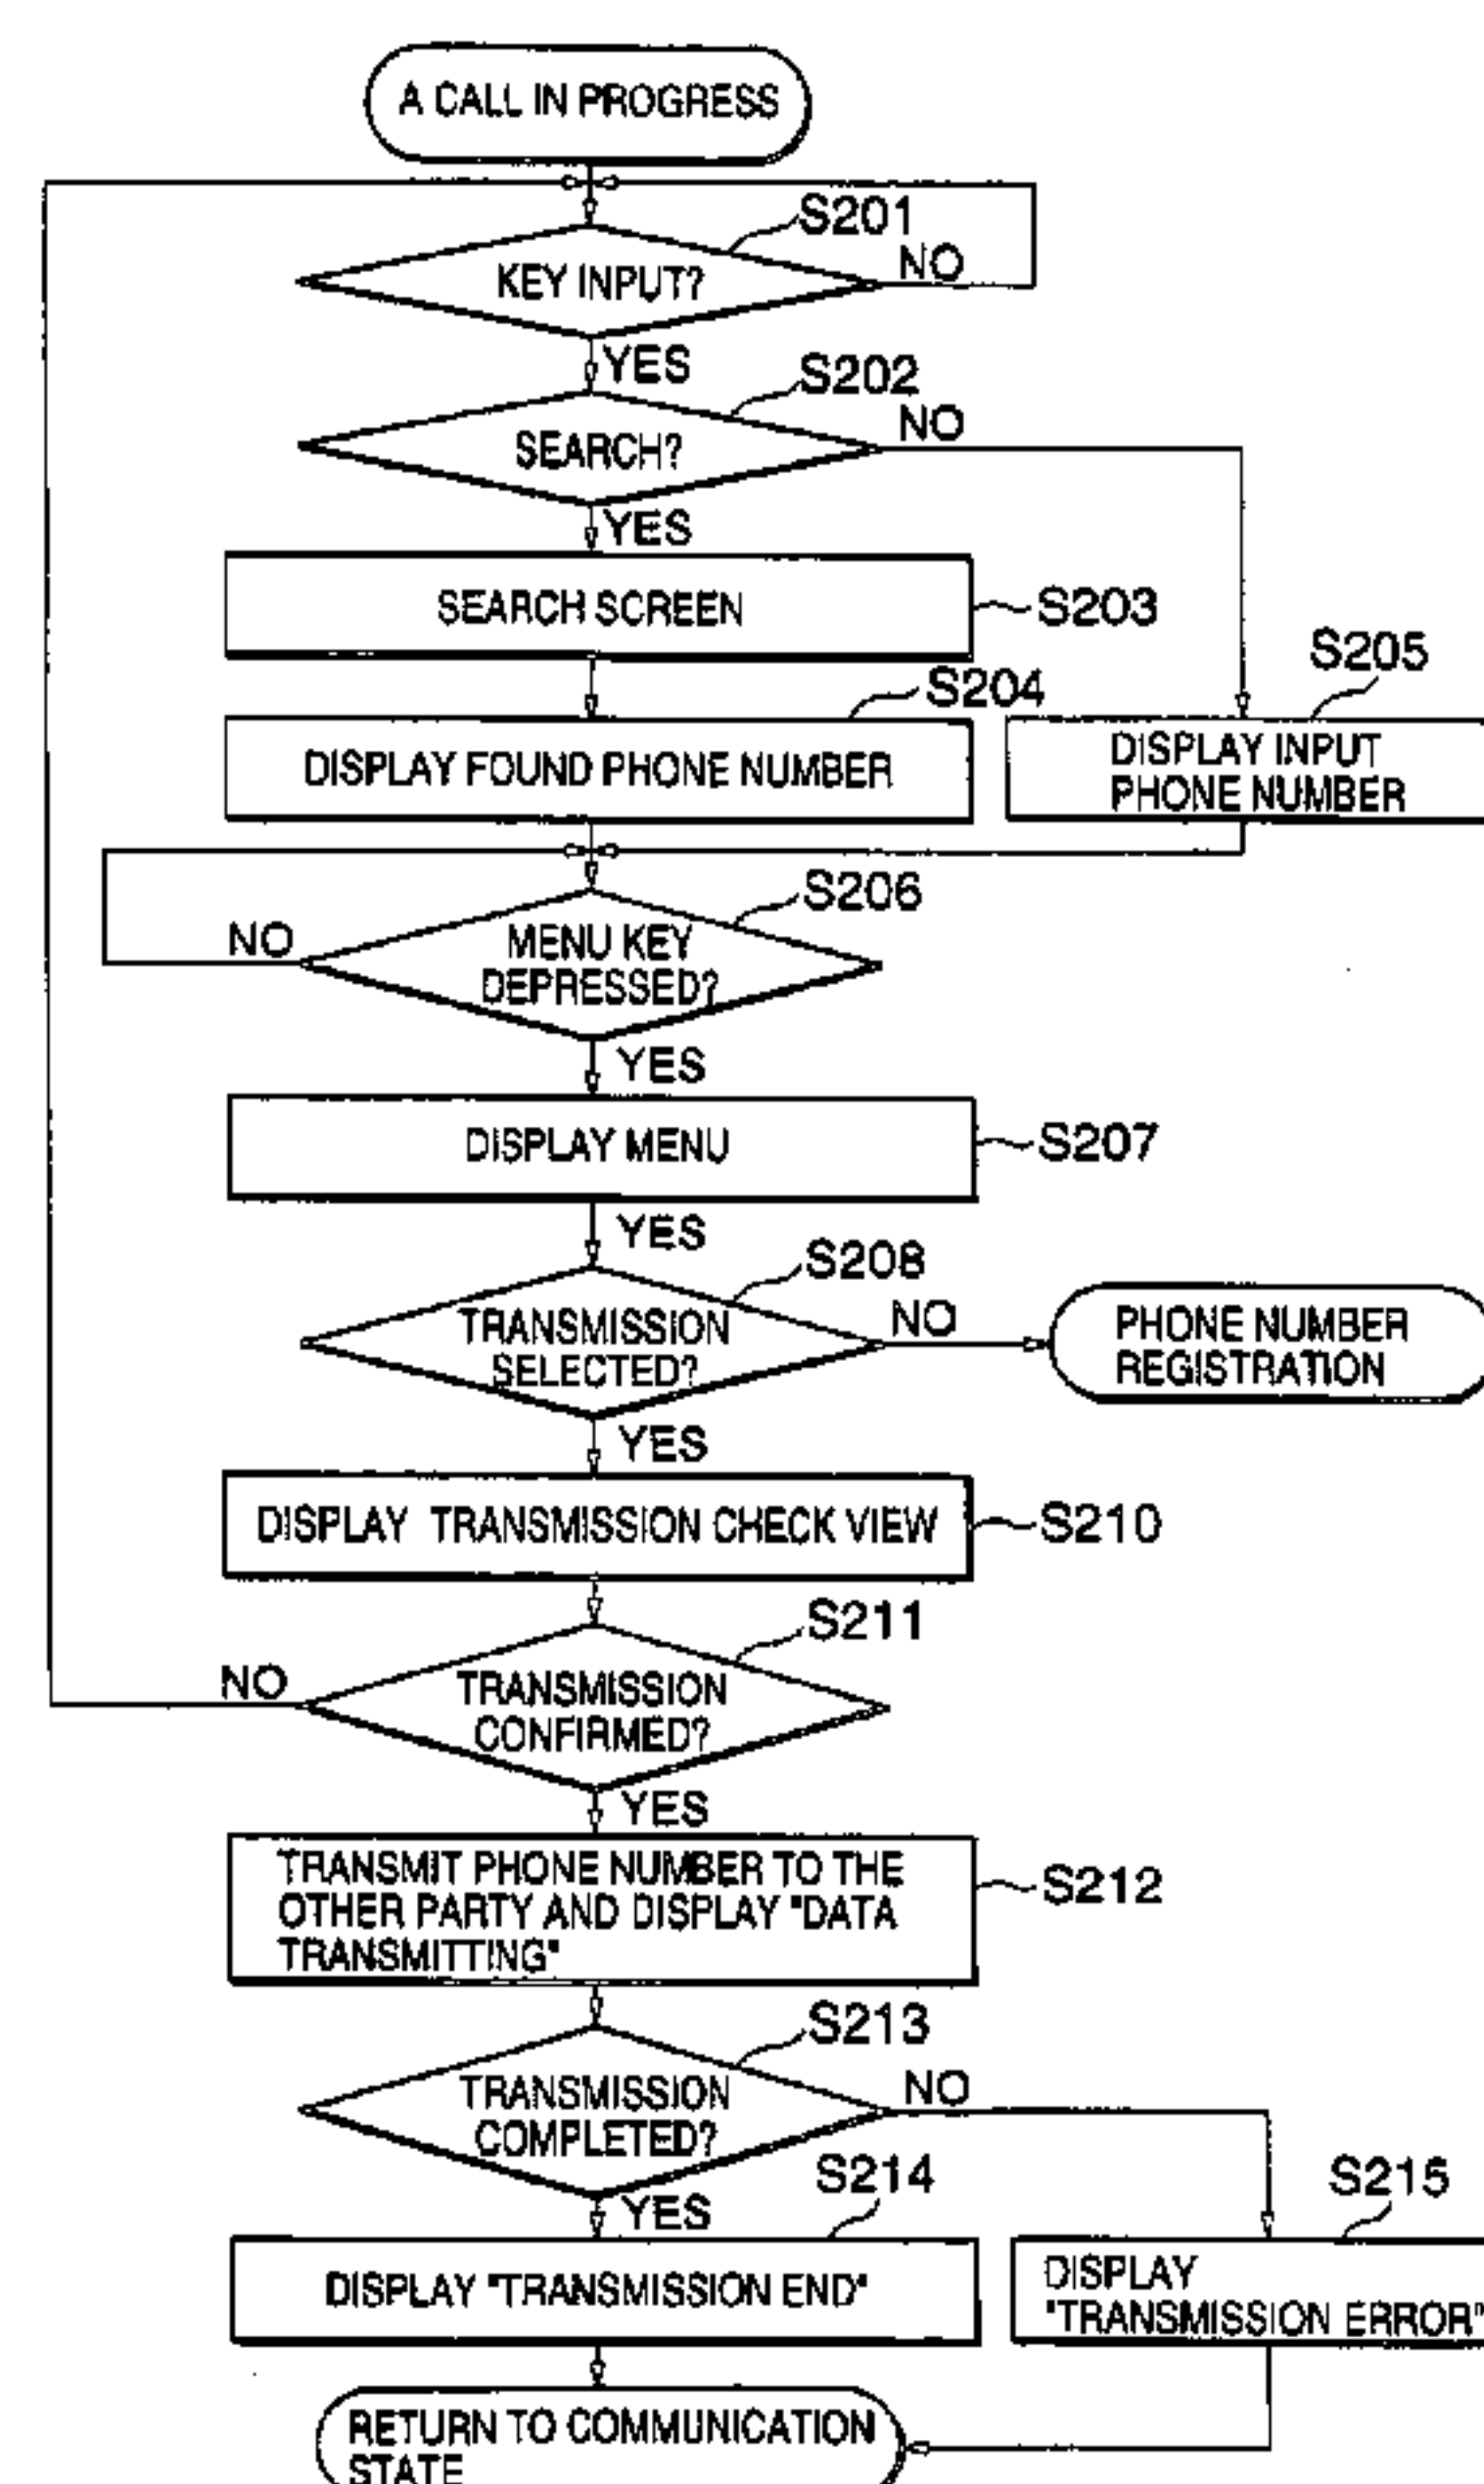 A CALL IN PROGRESS
S201
KEY INPUT?
NO
YES
S202
SEARCH?
NO
YES
SEARCH SCREEN
S203
S204
DISPLAY FOUND PHONE NUMBER
S205
DISPLAY INPUT
PHONE NUMBER
S206
MENU KEY
DEPRESSED?
NO
YES
DISPLAY MENU
S207
YES
S208
TRANSMISSION
SELECTED?
NO
PHONE NUMBER
REGISTRATION
YES
DISPLAY TRANSMISSION CHECK VIEW
S210
S211
TRANSMISSION
CONFIRMED?
NO
YES
TRANSMIT PHONE NUMBER TO THE
OTHER PARTY AND DISPLAY "DATA
TRANSMITTING"
S212
S213
TRANSMISSION
COMPLETED?
NO
YES
S214
DISPLAY "TRANSMISSION END"
S215
DISPLAY
"TRANSMISSION ERROR"
RETURN TO COMMUNICATION
STATE